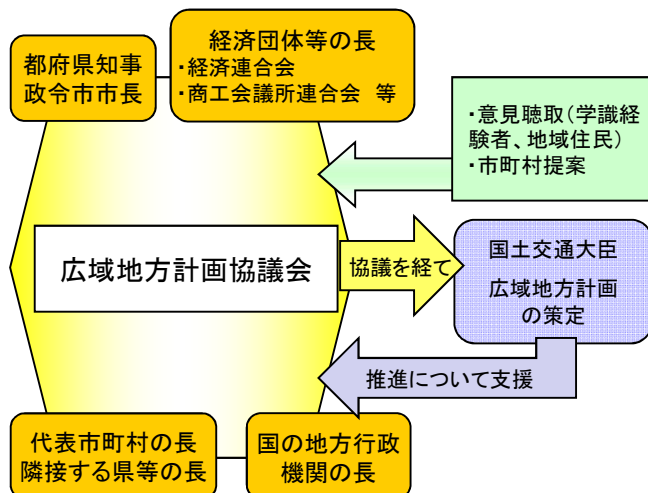 都府県知事
政令市市長
経済団体等の長
・経済連合会
・商工会議所連合会 等
・意見聴取(学識経
験者、地域住民)
・市町村提案
広域地方計画協議会
協議を経て
国土交通大臣
広域地方計画
の策定
推進について支援
代表市町村の長
隣接する県等の長
国の地方行政
機関の長